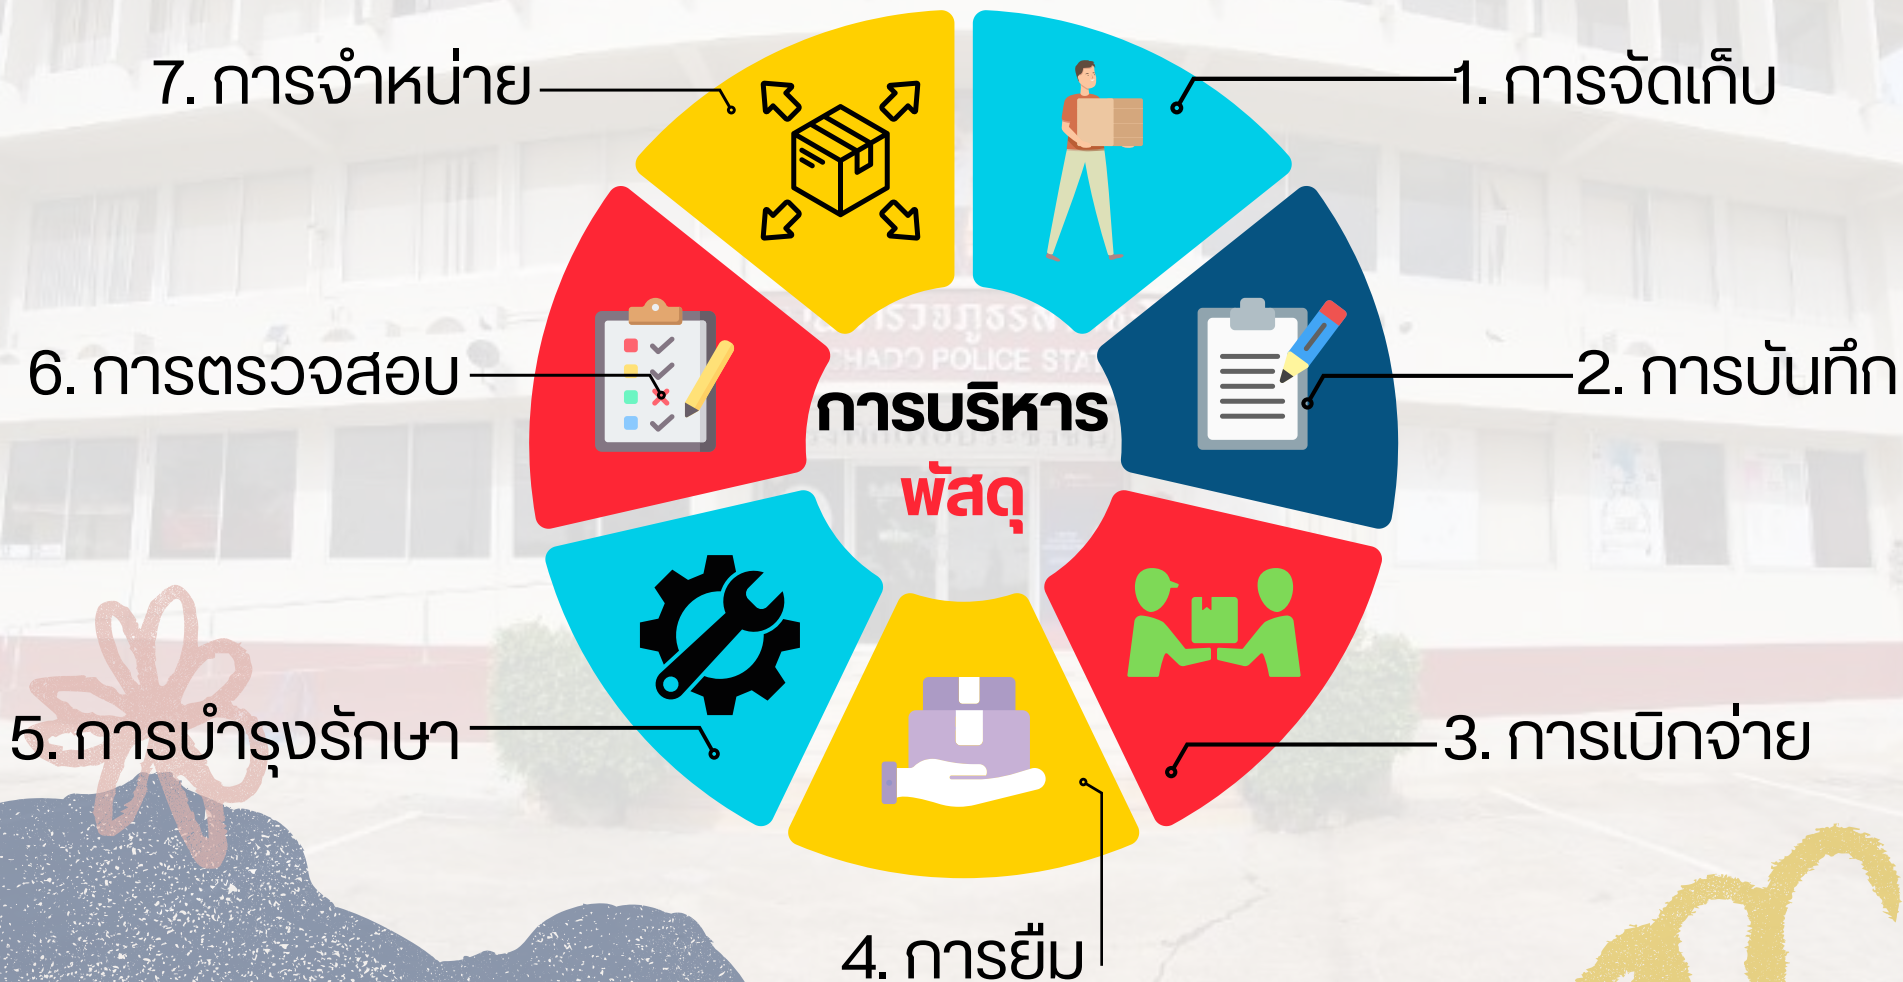 การบริหาร
พัสดุ
1. การจัดเก็บ
2. การบันทึก
3. การเบิกจ่าย
4. การยืม
5. การบำรุงรักษา
6. การตรวจสอบ
7. การจำหน่าย
POLICE